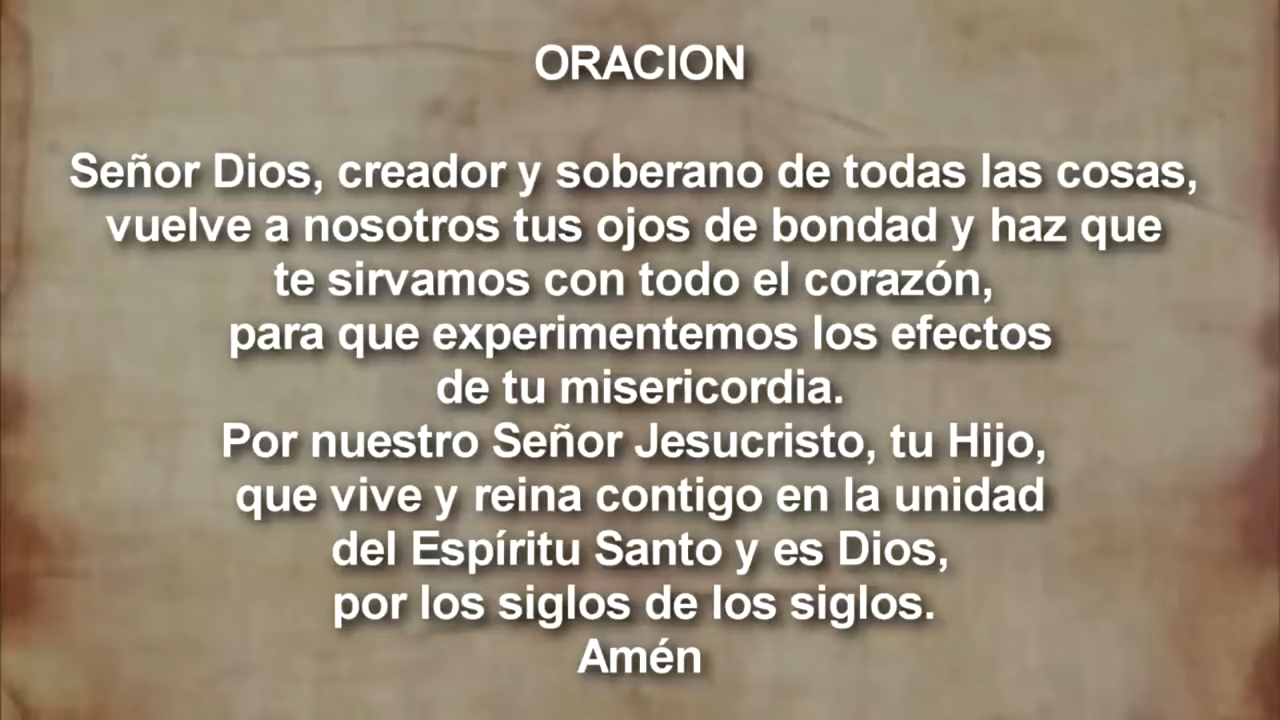 ORACION
Señor Dios, creador y soberano de todas las cosas,
vuelve a nosotros tus ojos de bondad y haz que
te sirvamos con todo el corazón,
para que experimentemos los efectos
de tu misericordia.
Por nuestro Señor Jesucristo, tu Hijo,
que vive y reina contigo en la unidad
del Espíritu Santo y es Dios,
por los siglos de los siglos.
Amén